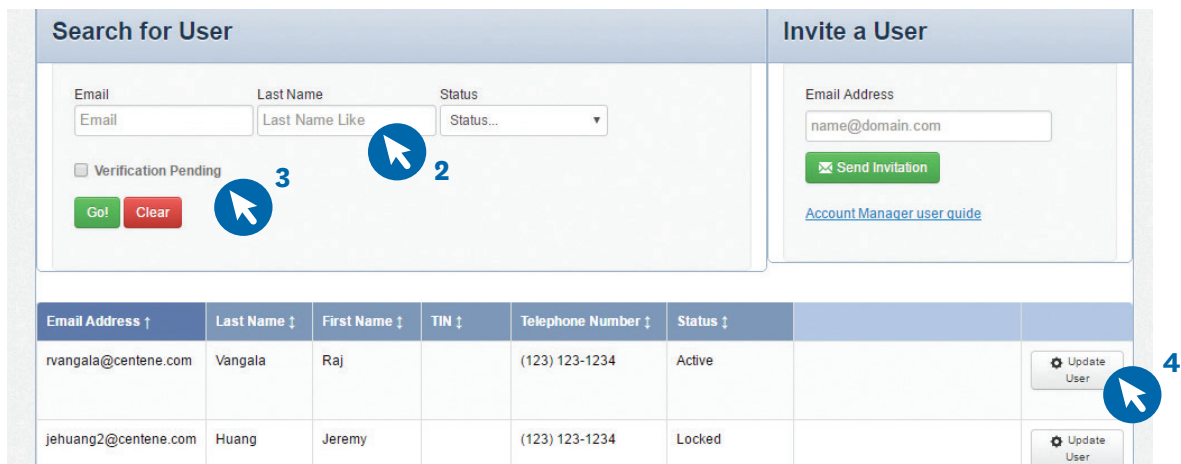 Search for User
Invite a User
Email Last Name Status
Email Last Name Like Status...
Verification Pending
Go! Clear
Email Address
name@domain.com
Send Invitation
Account Manager user guide
2
3
Email Address ↑ Last Name ↕ First Name ↕ TIN ↕ Telephone Number ↕ Status ↕
rvangala@centene.com Vangala Raj (123) 123-1234 Active Update
User
4
jehuang2@centene.com Huang Jeremy (123) 123-1234 Locked Update
User